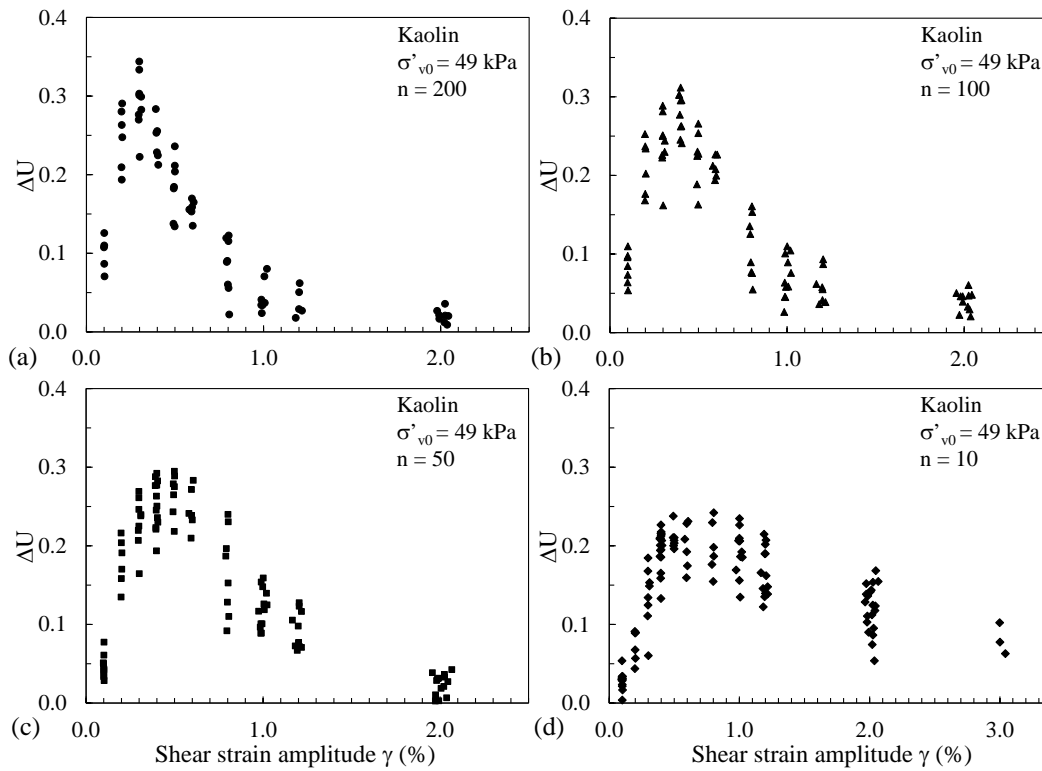 0.4
0.3
0.2
0.1
0.0
ΔU
Kaolin
σ'v0 = 49 kPa
n = 200
(a)
0.0 1.0 2.0
0.4
0.3
0.2
0.1
0.0
ΔU
Kaolin
σ'v0 = 49 kPa
n = 100
(b)
0.0 1.0 2.0
0.4
0.3
0.2
0.1
0.0
ΔU
Kaolin
σ'v0 = 49 kPa
n = 50
(c)
0.0 1.0 2.0
Shear strain amplitude γ (%)
0.4
0.3
0.2
0.1
0.0
ΔU
Kaolin
σ'v0 = 49 kPa
n = 10
(d)
0.0 1.0 2.0 3.0
Shear strain amplitude γ (%)